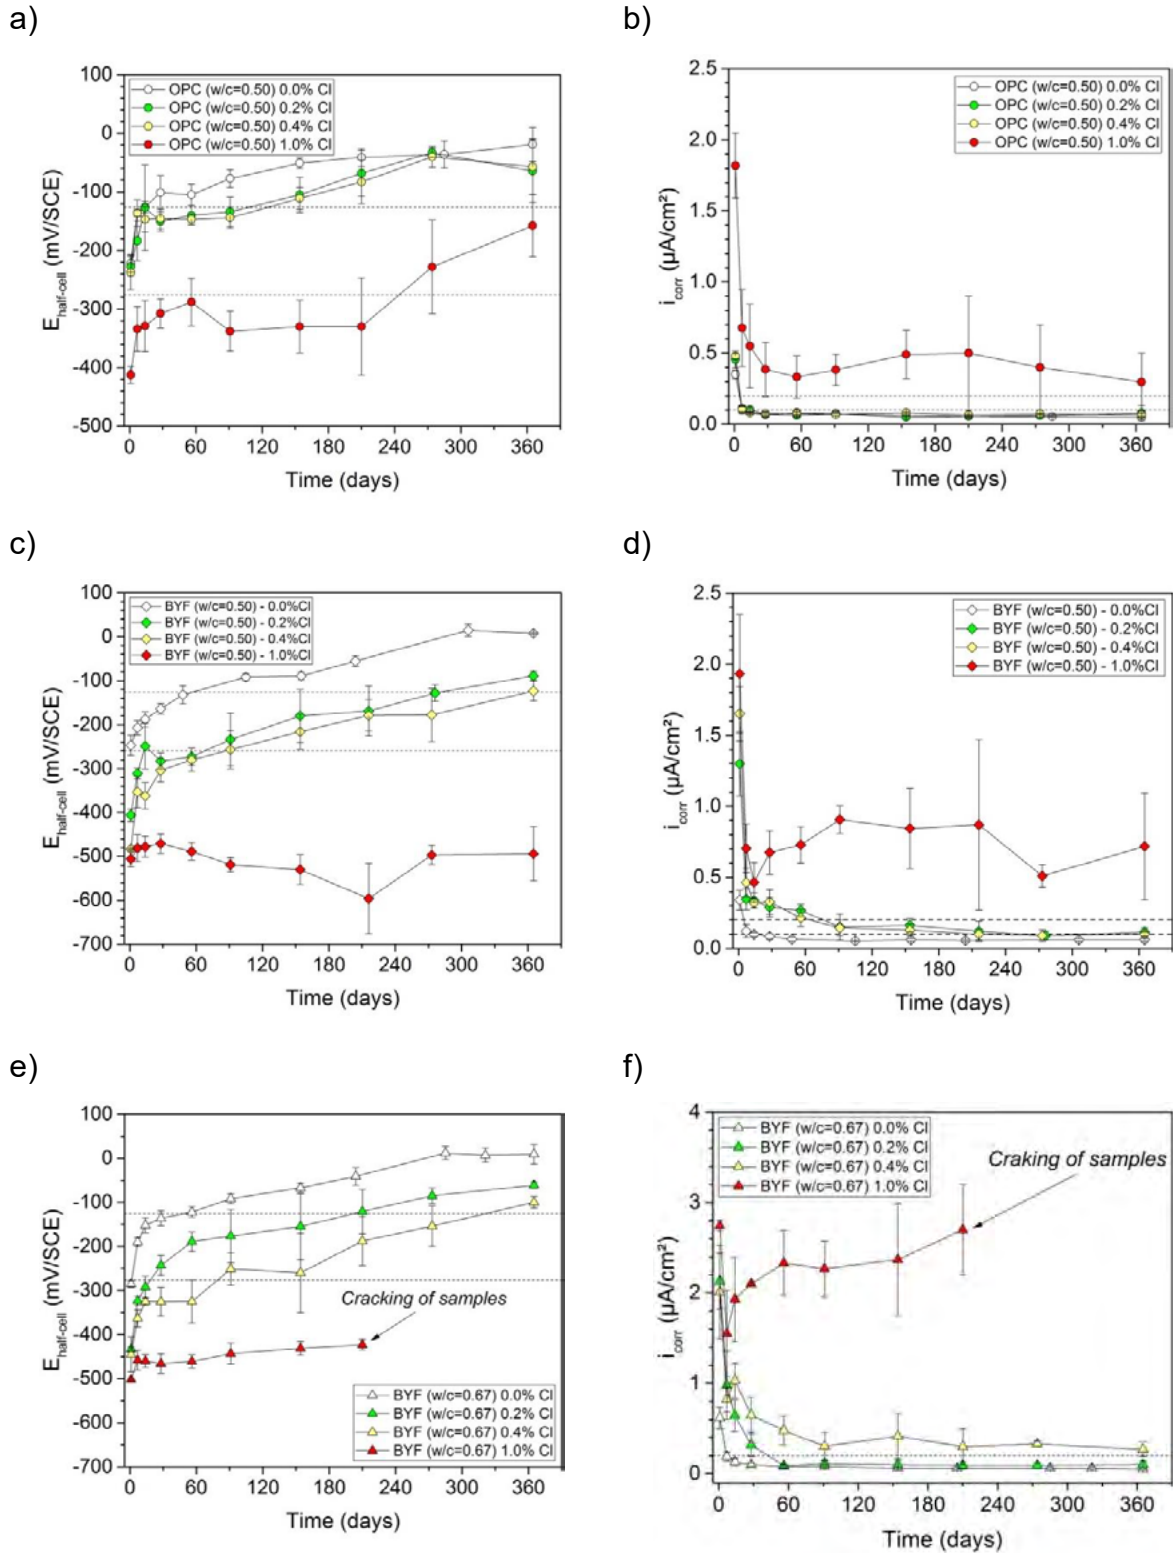 a)
100
0
-100
-200
-300
-400
-500
E half-cell (mV/SCE)
OPC (w/c=0.50) 0.0% Cl
OPC (w/c=0.50) 0.2% Cl
OPC (w/c=0.50) 0.4% Cl
OPC (w/c=0.50) 1.0% Cl
0 60 120 180 240 300 360
Time (days)
b)
2.5
2.0
1.5
1.0
0.5
0.0
i corr (µA/cm²)
OPC (w/c=0.50) 0.0% Cl
OPC (w/c=0.50) 0.2% Cl
OPC (w/c=0.50) 0.4% Cl
OPC (w/c=0.50) 1.0% Cl
0 60 120 180 240 300 360
Time (days)
c)
100
0
-100
-200
-300
-400
-500
-600
-700
E half-cell (mV/SCE)
BYF (w/c=0.50) - 0.0%Cl
BYF (w/c=0.50) - 0.2%Cl
BYF (w/c=0.50) - 0.4%Cl
BYF (w/c=0.50) - 1.0%Cl
0 60 120 180 240 300 360
Time (days)
d)
2.5
2.0
1.5
1.0
0.5
0.0
i corr (µA/cm²)
BYF (w/c=0.50) - 0.0%Cl
BYF (w/c=0.50) - 0.2%Cl
BYF (w/c=0.50) - 0.4%Cl
BYF (w/c=0.50) - 1.0%Cl
0 60 120 180 240 300 360
Time (days)
e)
100
0
-100
-200
-300
-400
-500
-600
-700
E half-cell (mV/SCE)
Cracking of samples
BYF (w/c=0.67) 0.0% Cl
BYF (w/c=0.67) 0.2% Cl
BYF (w/c=0.67) 0.4% Cl
BYF (w/c=0.67) 1.0% Cl
0 60 120 180 240 300 360
Time (days)
f)
4
3
2
1
0
i corr (µA/cm²)
BYF (w/c=0.67) 0.0% Cl
BYF (w/c=0.67) 0.2% Cl
BYF (w/c=0.67) 0.4% Cl
BYF (w/c=0.67) 1.0% Cl
Craking of samples
0 60 120 180 240 300 360
Time (days)